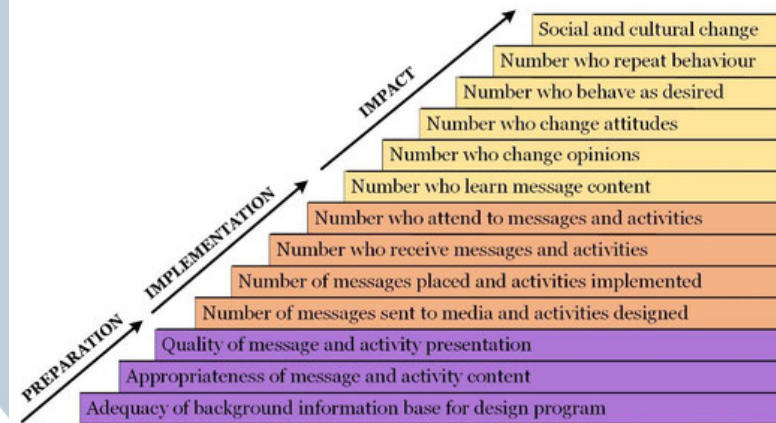 Social and cultural change
Number who repeat behaviour
Number who behave as desired
Number who change attitudes
Number who change opinions
Number who learn message content
Number who attend to messages and activities
Number who receive messages and activities
Number of messages placed and activities implemented
Number of messages sent to media and activities designed
Quality of message and activity presentation
Appropriateness of message and activity content
Adequacy of background information base for design program
IMPACT
IMPLEMENTATION
PREPARATION